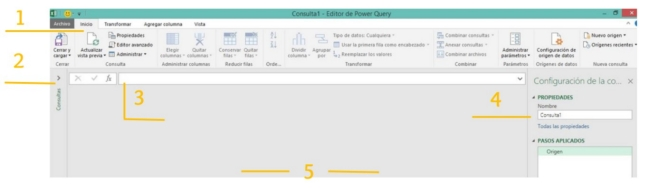 Consulta1 - Editor de Power Query
1
Archivo Inicio Transformar Agregar columna Vista
Cerrar y cargar
Actualizar vista previa
Propiedades
Editor avanzado
Administrar
Elegir columnas
Quitar columnas
Conservar filas
Quitar filas
Dividir columna
Agrupar por
Tipo de datos: Cualquiera
Usar la primera fila como encabezado
Reemplazar los valores
Combinar consultas
Anexar consultas
Combinar archivos
Administrar parámetros
Configuración de origen de datos
Nuevo origen
Orígenes recientes
Cerrar Consulta Administrar columnas Reducir filas Orde... Transformar Combinar Parámetros Orígenes de datos Nueva consulta
2
fx
Consultas
3
4
5
Configuración de la co...
PROPIEDADES
Nombre
Consulta1
Todas las propiedades
PASOS APLICADOS
Origen